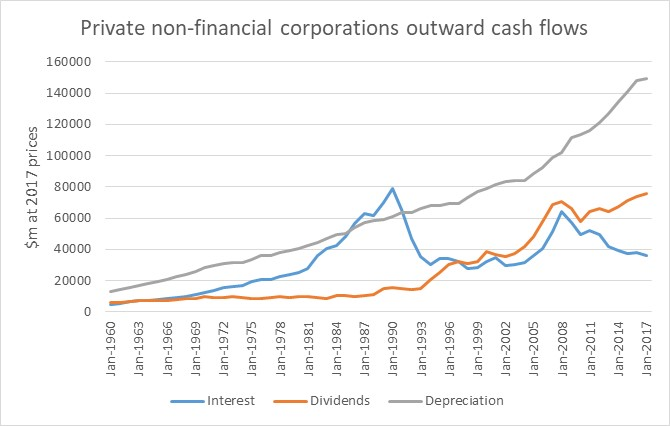 Private non-financial corporations outward cash flows
$m at 2017 prices
160000
140000
120000
100000
80000
60000
40000
20000
0
Jan-1960
Jan-1963
Jan-1966
Jan-1969
Jan-1972
Jan-1975
Jan-1978
Jan-1981
Jan-1984
Jan-1987
Jan-1990
Jan-1993
Jan-1996
Jan-1999
Jan-2002
Jan-2005
Jan-2008
Jan-2011
Jan-2014
Jan-2017
Interest Dividends Depreciation